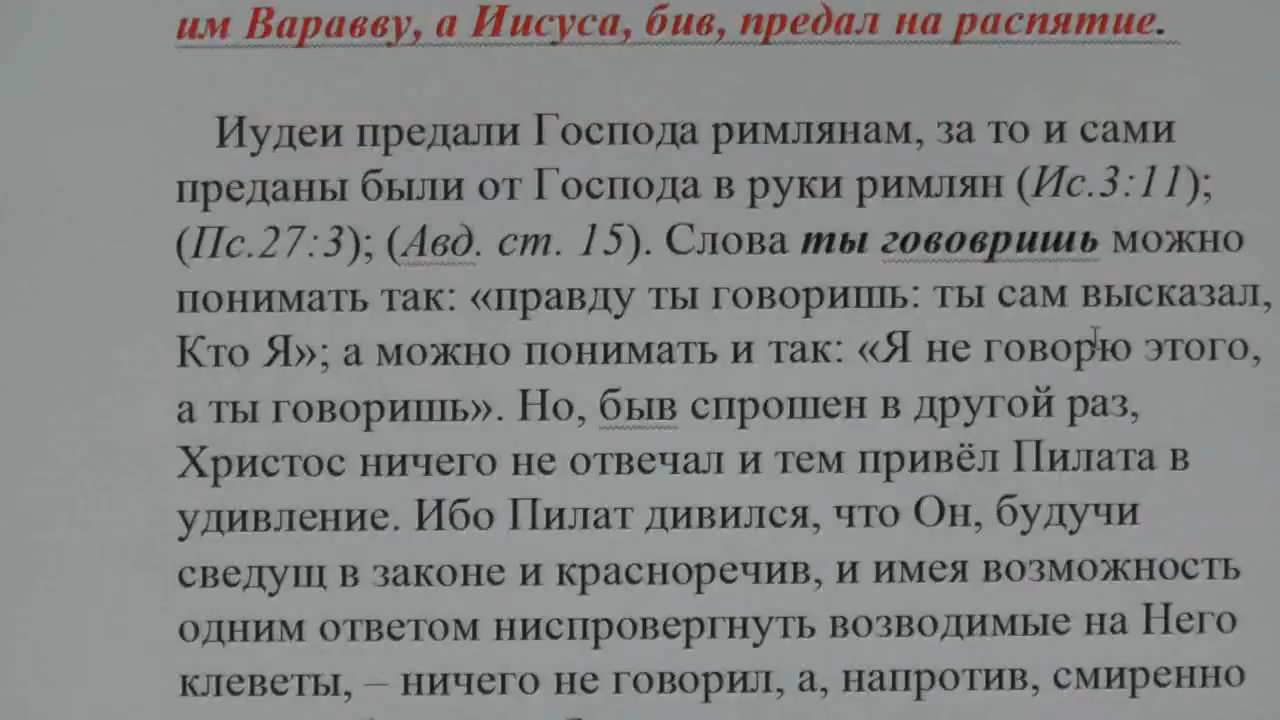 им Варавву, а Иисуса, бив, предал на распятие.
Иудеи предали Господа римлянам, за то и сами
преданы были от Господа в руки римлян (Ис.3:11);
(Пс.27:3); (Авд. ст. 15). Слова ты гововришь можно
понимать так: «правду ты говоришь: ты сам высказал,
Кто Я»; а можно понимать и так: «Я не говорю этого,
а ты говоришь». Но, быв спрошен в другой раз,
Христос ничего не отвечал и тем привёл Пилата в
удивление. Ибо Пилат дивился, что Он, будучи
сведущ в законе и красноречив, и имея возможность
одним ответом ниспровергнуть возводимые на Него
клеветы, – ничего не говорил, а, напротив, смиренно